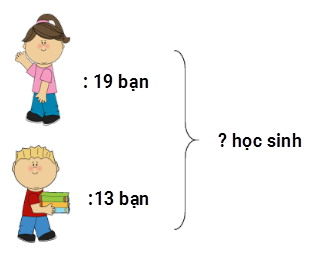 : 19 bạn
? học sinh
:13 bạn